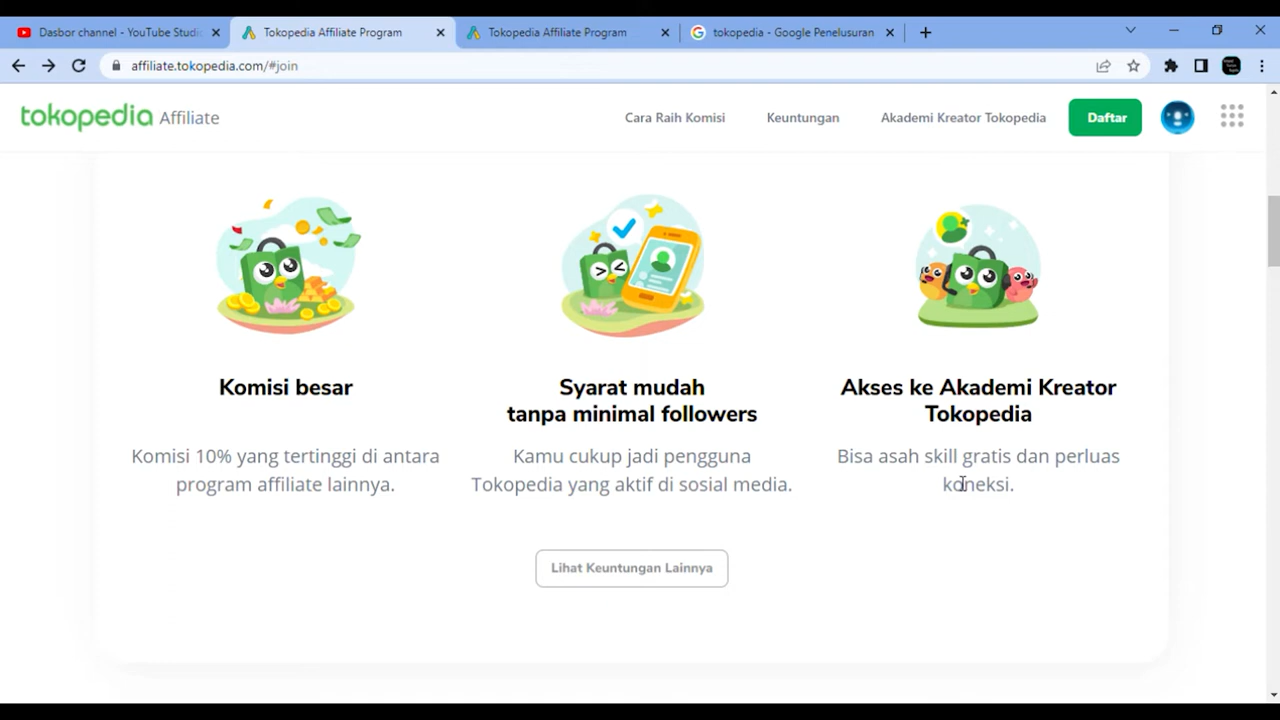 Dasbor channel - YouTube Studio
Tokopedia Affiliate Program
Tokopedia Affiliate Program
tokopedia - Google Penelusuran
affiliate.tokopedia.com/#join
tokopedia Affiliate
Cara Raih Komisi
Keuntungan
Akademi Kreator Tokopedia
Daftar
Komisi besar
Komisi 10% yang tertinggi di antara
program affiliate lainnya.
Syarat mudah
tanpa minimal followers
Kamu cukup jadi pengguna
Tokopedia yang aktif di sosial media.
Akses ke Akademi Kreator
Tokopedia
Bisa asah skill gratis dan perluas
koneksi.
Lihat Keuntungan Lainnya